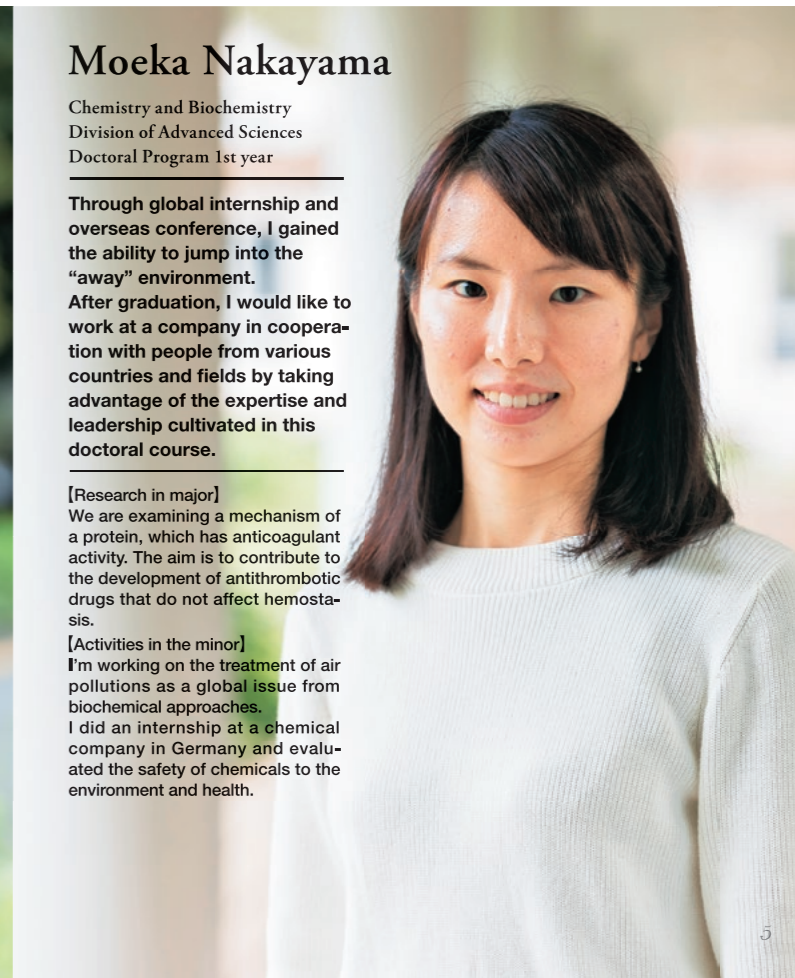 Moeka Nakayama
Chemistry and Biochemistry
Division of Advanced Sciences
Doctoral Program 1st year
Through global internship and
overseas conference, I gained
the ability to jump into the
“away” environment.
After graduation, I would like to
work at a company in coopera-
tion with people from various
countries and fields by taking
advantage of the expertise and
leadership cultivated in this
doctoral course.
【Research in major】
We are examining a mechanism of
a protein, which has anticoagulant
activity. The aim is to contribute to
the development of antithrombotic
drugs that do not affect hemosta-
sis.
【Activities in the minor】
I'm working on the treatment of air
pollutions as a global issue from
biochemical approaches.
I did an internship at a chemical
company in Germany and evalu-
ated the safety of chemicals to the
environment and health.
5